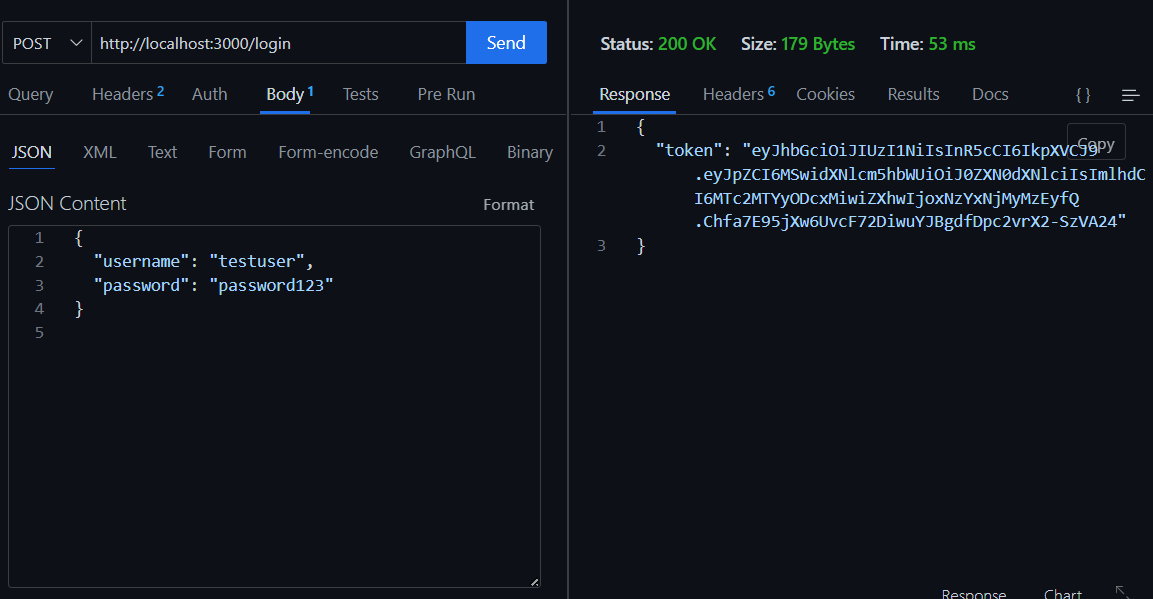 POST http://localhost:3000/login Send
Query Headers 2 Auth Body 1 Tests Pre Run
JSON XML Text Form Form-encode GraphQL Binary
JSON Content Format
1 {
2 "username": "testuser",
3 "password": "password123"
4 }
5
Status: 200 OK Size: 179 Bytes Time: 53 ms
Response Headers 6 Cookies Results Docs { }
Copy
1 {
2 "token": "eyJhbGciOiJIUzI1NiIsInR5cCI6IkpXVCJ9
.eyJpZCI6MSwidXNlcm5hbWUiOiJ0ZXN0dXNlciIsImlhdC
I6MTc2MTYyODcxMiwiZXhwIjoxNzYxNjMyMzEyfQ
.Chfa7E95jXw6UvcF72DiwuYJBgdfDpc2vrX2-SzVA24"
3 }
Response Chart